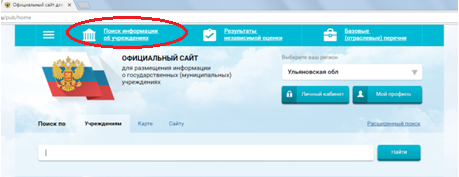 Официальный сайт для
/pub/home
Поиск информации
об учреждениях
Результаты
независимой оценки
Базовые
(отраслевые) перечни
ОФИЦИАЛЬНЫЙ САЙТ
для размещения информации
о государственных (муниципальных)
учреждениях
Выберите ваш регион
Ульяновская обл
Личный кабинет
Мой профиль
Поиск по
Учреждениям
Карте
Сайту
Расширенный поиск
Найти